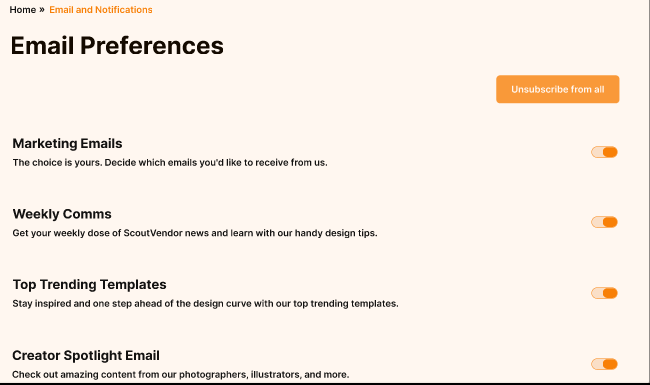 Home » Email and Notifications
Email Preferences
Unsubscribe from all
Marketing Emails
The choice is yours. Decide which emails you'd like to receive from us.
Weekly Comms
Get your weekly dose of ScoutVendor news and learn with our handy design tips.
Top Trending Templates
Stay inspired and one step ahead of the design curve with our top trending templates.
Creator Spotlight Email
Check out amazing content from our photographers, illustrators, and more.